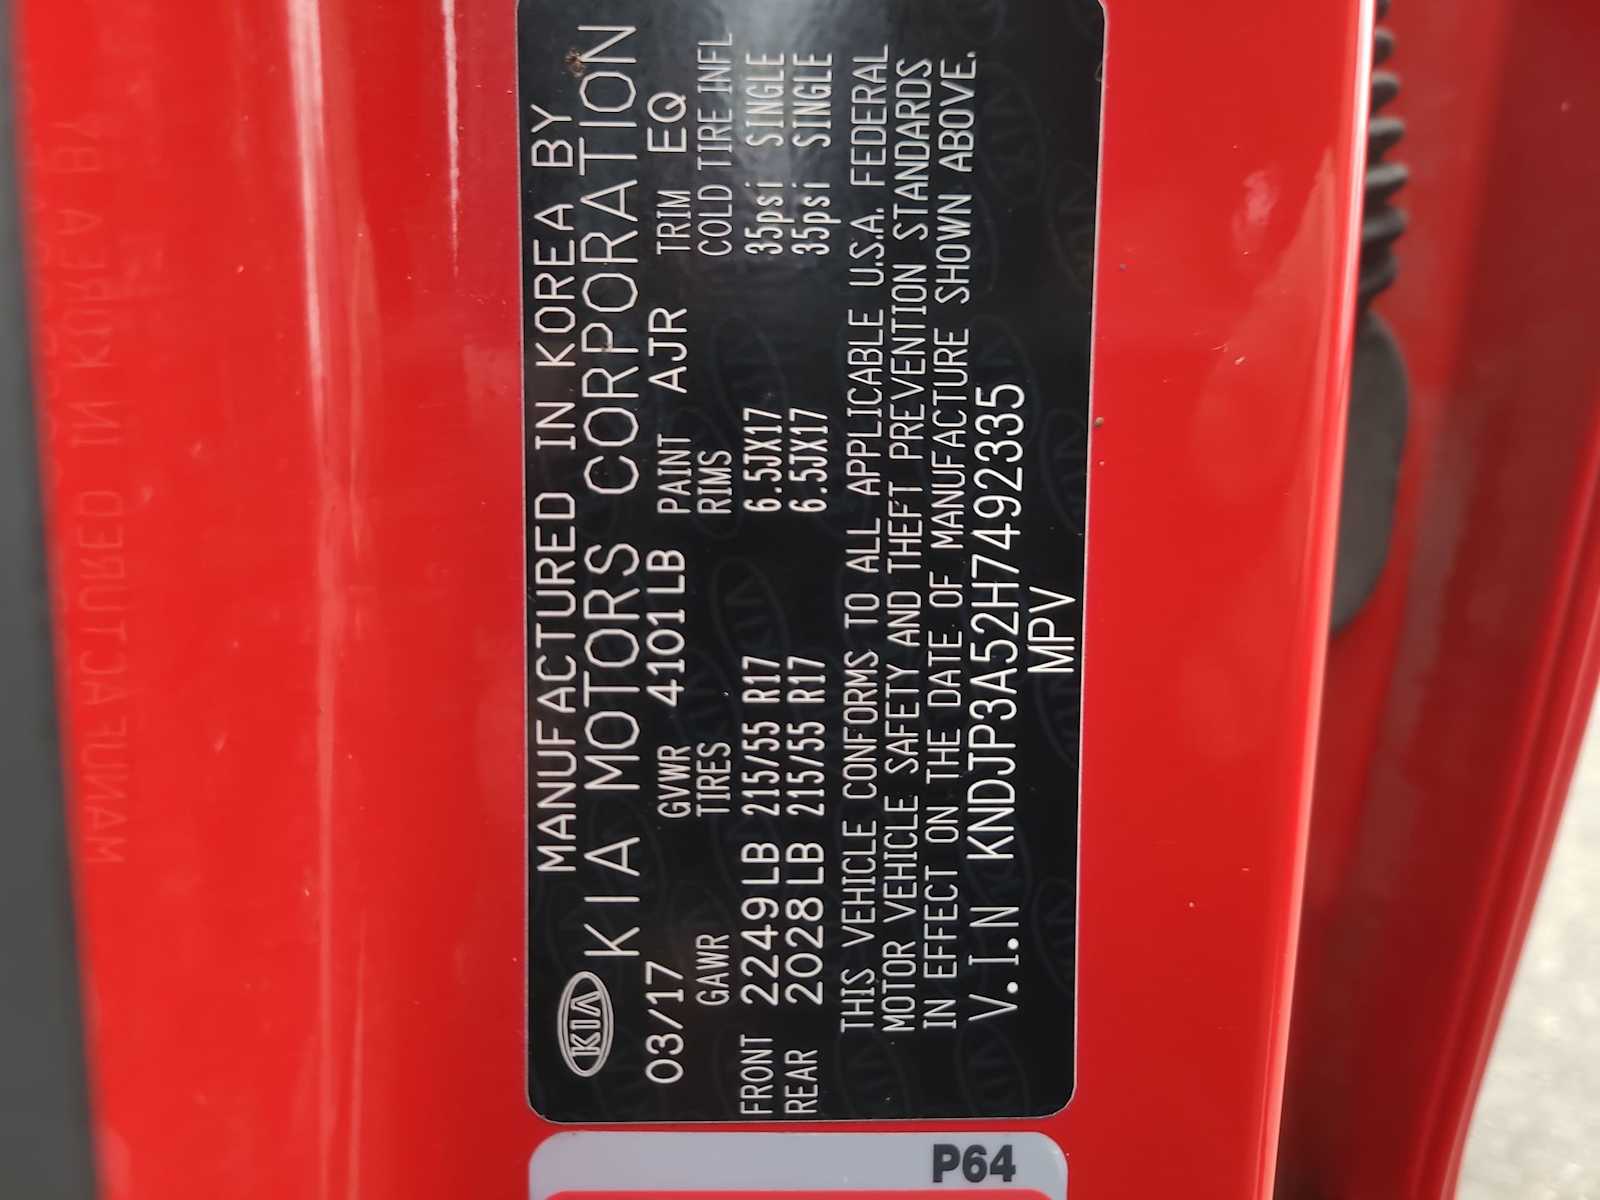 KIA
MANUFACTURED IN KOREA BY
KIA MOTORS CORPORATION
03/17 GVWR 4101LB PAINT AJR TRIM EQ
GAWR TIRES RIMS COLD TIRE INFL
FRONT 2249LB 215/55 R17 6.5JX17 35psi SINGLE
REAR 2028LB 215/55 R17 6.5JX17 35psi SINGLE
THIS VEHICLE CONFORMS TO ALL APPLICABLE U.S.A. FEDERAL
MOTOR VEHICLE SAFETY AND THEFT PREVENTION STANDARDS
IN EFFECT ON THE DATE OF MANUFACTURE SHOWN ABOVE.
V.I.N KNDJP3A52H7492335
MPV
P64